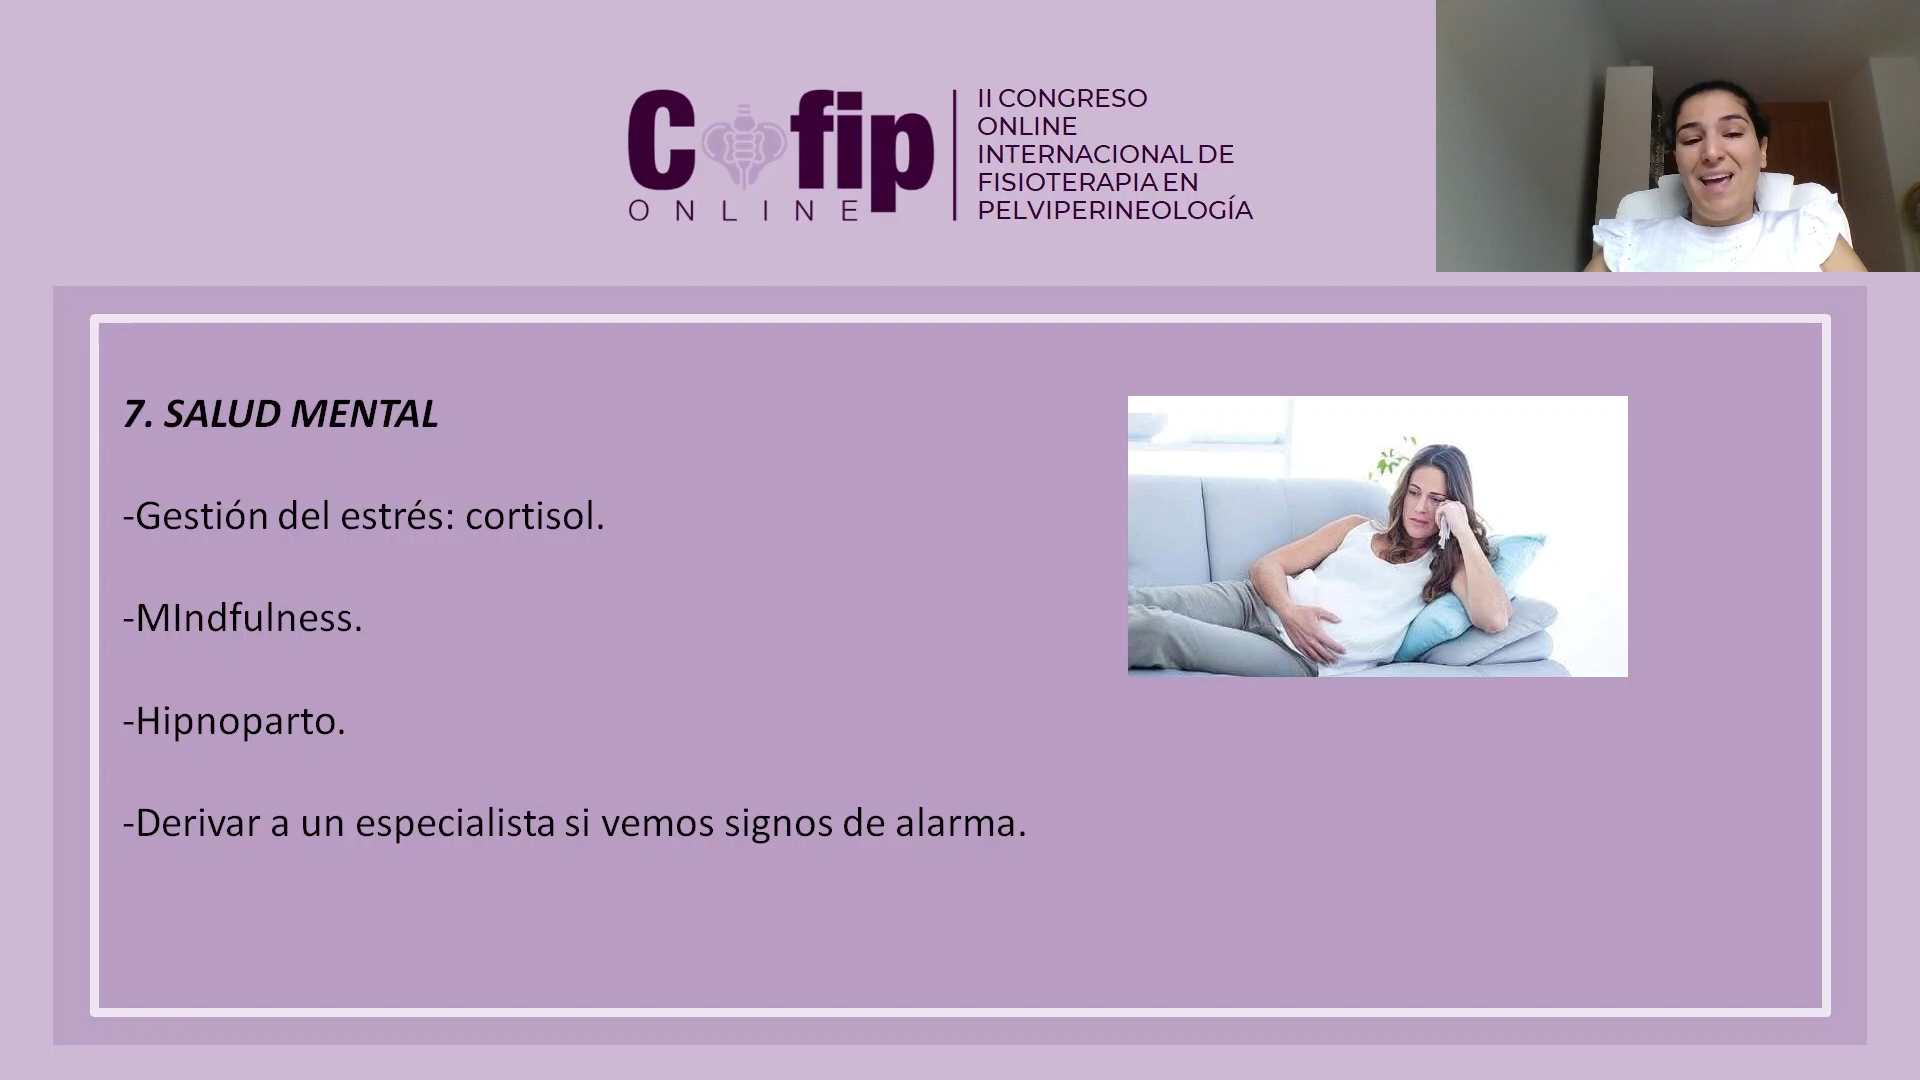 Cofip
ONLINE
II CONGRESO
ONLINE
INTERNACIONAL DE
FISIOTERAPIA EN
PELVIPERINEOLOGÍA
7. SALUD MENTAL
-Gestión del estrés: cortisol.
-MIndfulness.
-Hipnoparto.
-Derivar a un especialista si vemos signos de alarma.